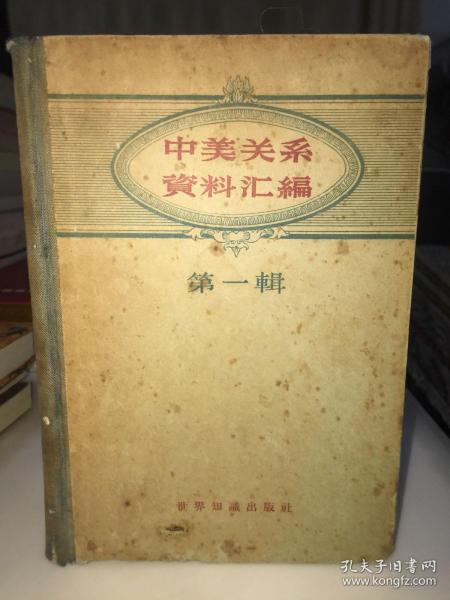 中美关系
資料汇編
第一輯
世界知識出版社
孔夫子旧书网
www.kongfz.com